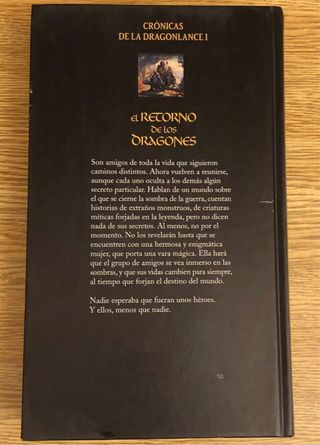 CRÓNICAS
DE LA DRAGONLANCE I
EL RETORNO
DE LOS
DRAGONES
Son amigos de toda la vida que siguieron
caminos distintos. Ahora vuelven a reunirse,
aunque cada uno oculta a los demás algún
secreto particular. Hablan de un mundo sobre
el que se cierne la sombra de la guerra, cuentan
historias de extraños monstruos, de criaturas
míticas forjadas en la leyenda, pero no dicen
nada de sus secretos. Al menos, no por el
momento. No los revelarán hasta que se
encuentren con una hermosa y enigmática
mujer, que porta una vara mágica. Ella hará
que el grupo de amigos se vea inmerso en las
sombras, y que sus vidas cambien para siempre,
al tiempo que forjan el destino del mundo.
Nadie esperaba que fueran unos héroes.
Y ellos, menos que nadie.